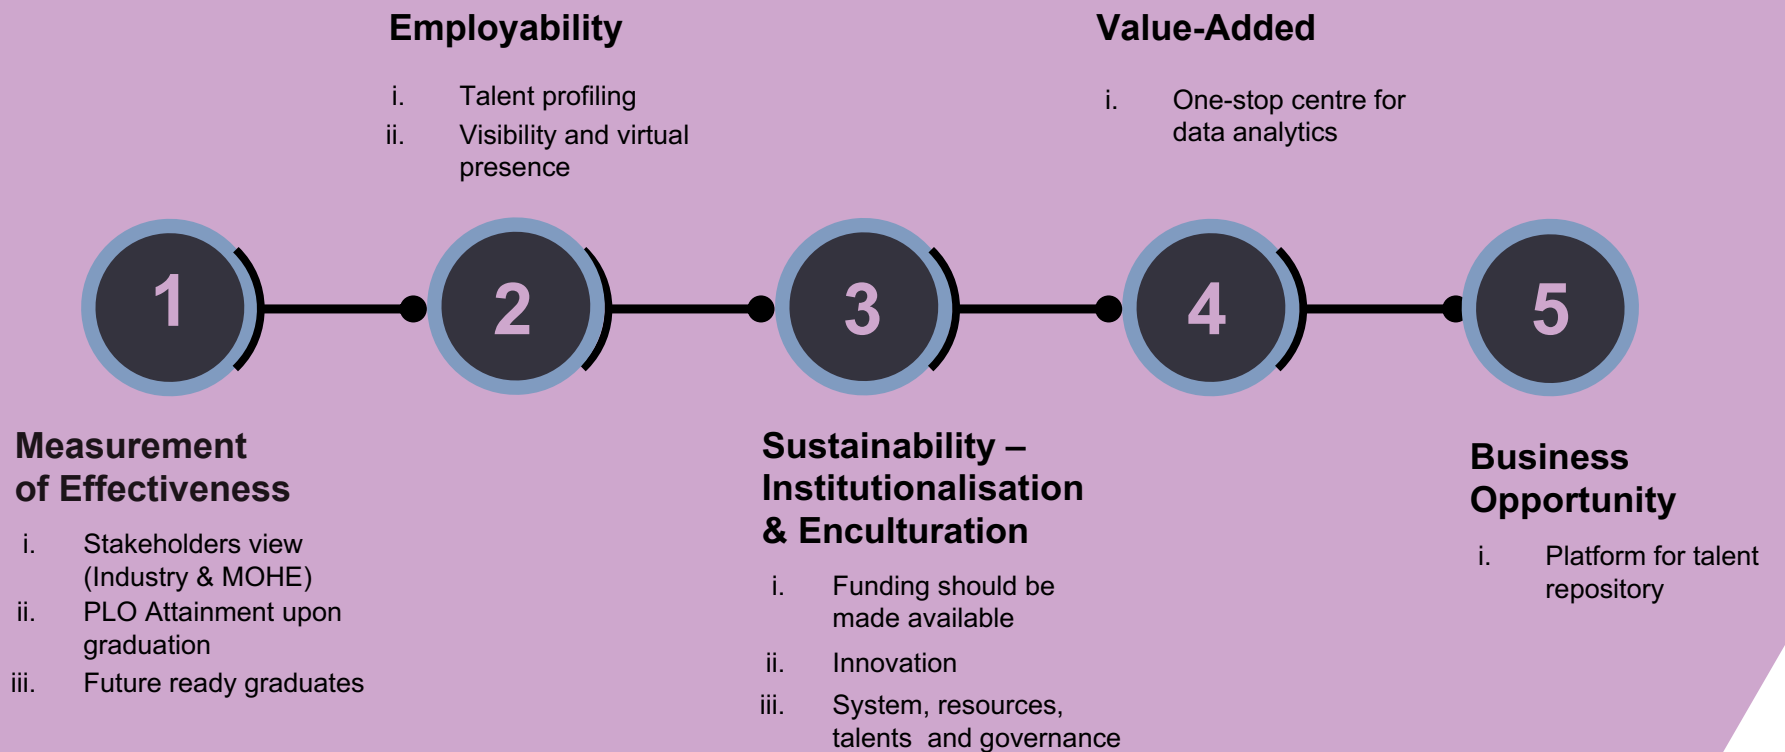 Employability
i. Talent profiling
ii. Visibility and virtual
presence
Value-Added
i. One-stop centre for
data analytics
1
2
3
4
5
Measurement
of Effectiveness
i. Stakeholders view
(Industry & MOHE)
ii. PLO Attainment upon
graduation
iii. Future ready graduates
Sustainability –
Institutionalisation
& Enculturation
i. Funding should be
made available
ii. Innovation
iii. System, resources,
talents and governance
Business
Opportunity
i. Platform for talent
repository